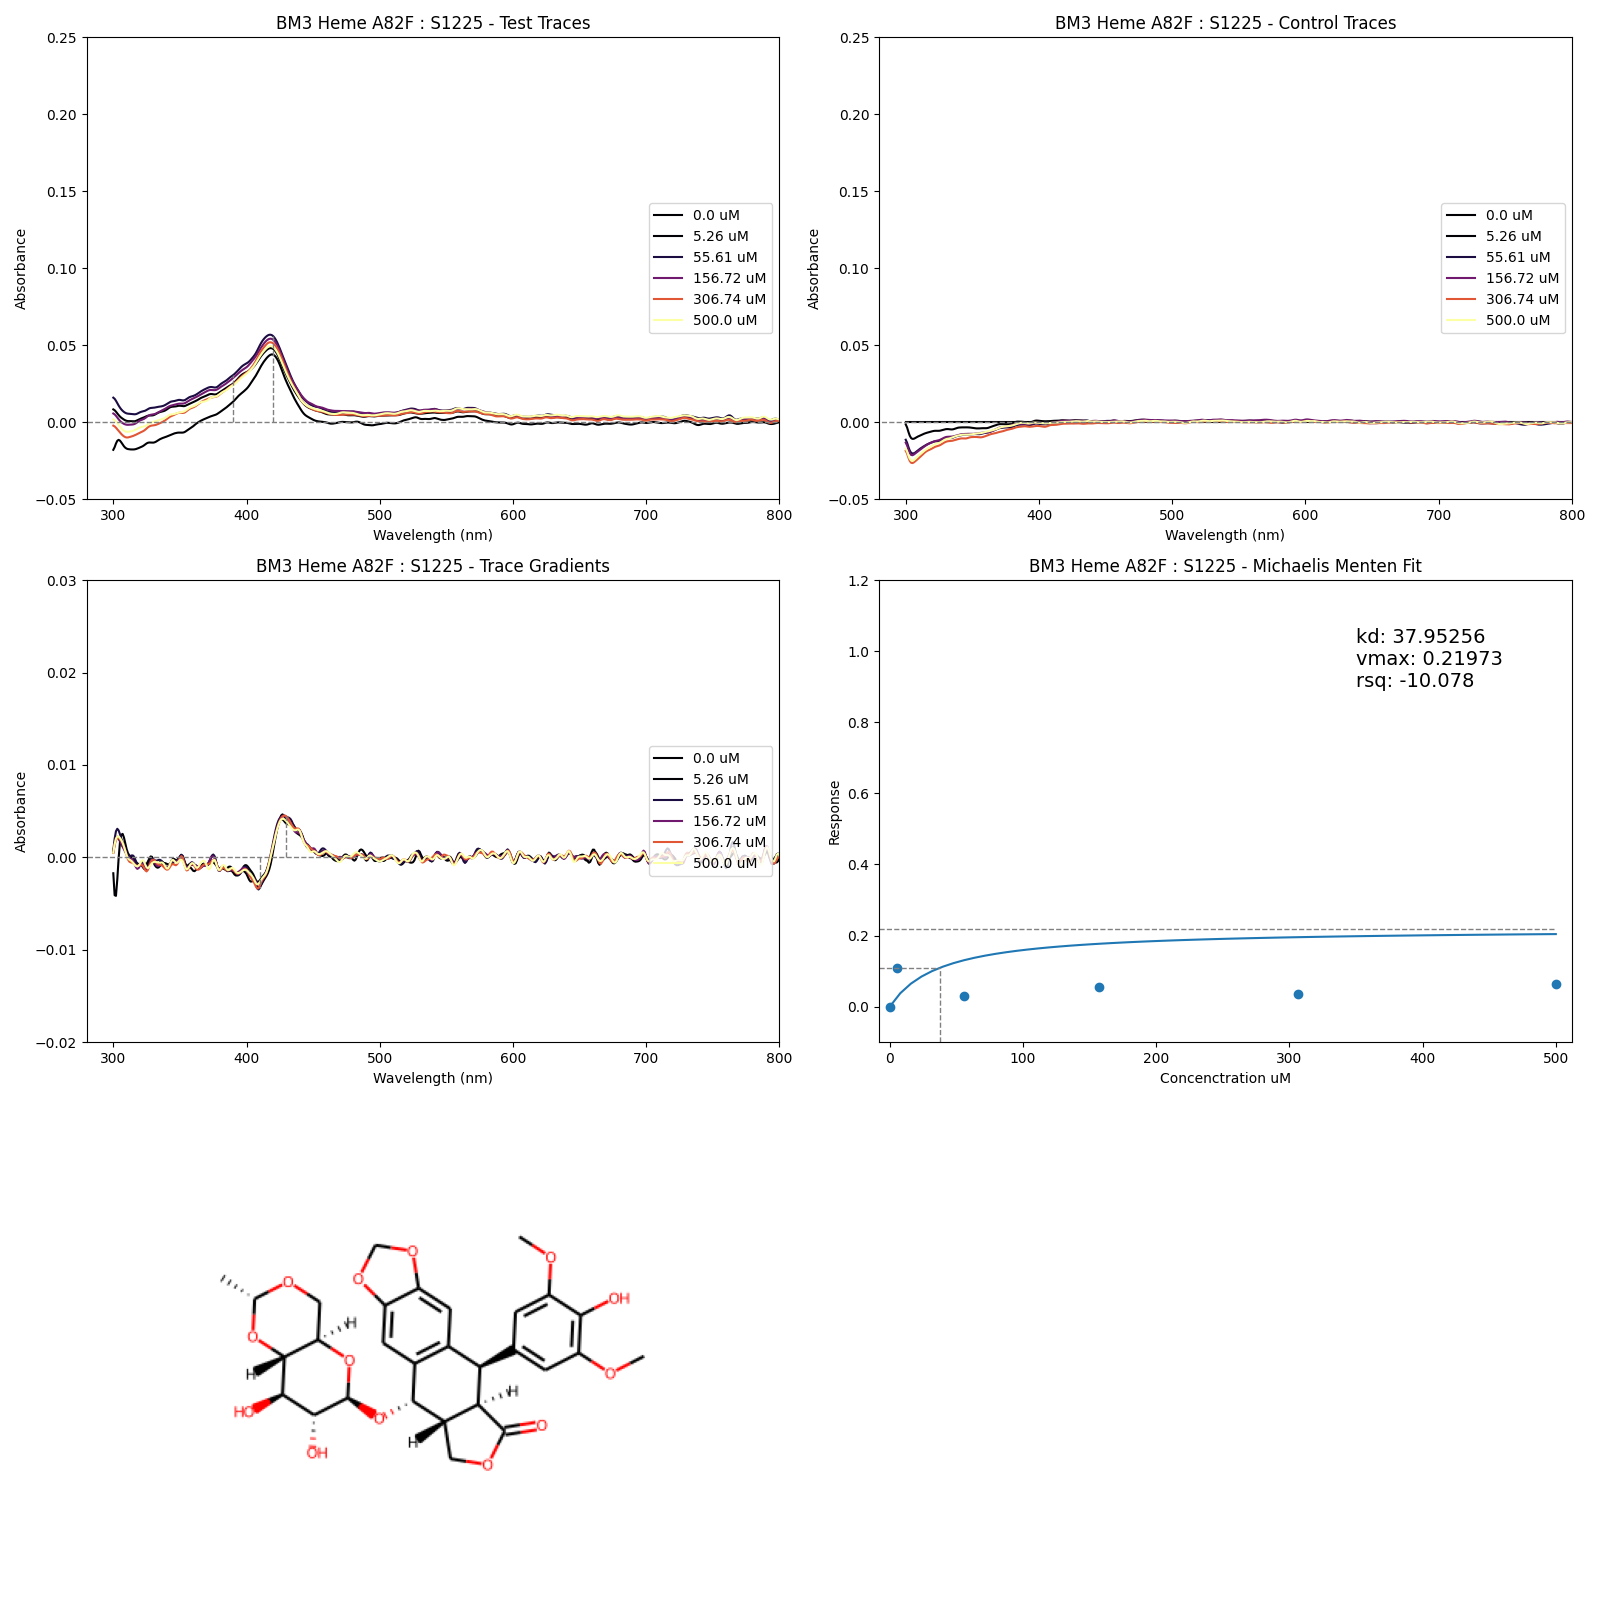 BM3 Heme A82F : S1225 - Test Traces
0.25
0.20
0.15
0.10
0.05
0.00
−0.05
Absorbance
0.0 uM
5.26 uM
55.61 uM
156.72 uM
306.74 uM
500.0 uM
300 400 500 600 700 800
Wavelength (nm)
BM3 Heme A82F : S1225 - Control Traces
0.25
0.20
0.15
0.10
0.05
0.00
−0.05
Absorbance
0.0 uM
5.26 uM
55.61 uM
156.72 uM
306.74 uM
500.0 uM
300 400 500 600 700 800
Wavelength (nm)
BM3 Heme A82F : S1225 - Trace Gradients
0.03
0.02
0.01
0.00
−0.01
−0.02
Absorbance
0.0 uM
5.26 uM
55.61 uM
156.72 uM
306.74 uM
500.0 uM
300 400 500 600 700 800
Wavelength (nm)
BM3 Heme A82F : S1225 - Michaelis Menten Fit
1.2
1.0
0.8
0.6
0.4
0.2
0.0
Response
kd: 37.95256
vmax: 0.21973
rsq: -10.078
0 100 200 300 400 500
Concenctration uM
O
O
O
O
OH
O
H
O
O
H
HO
OH
O
H
H
O
O